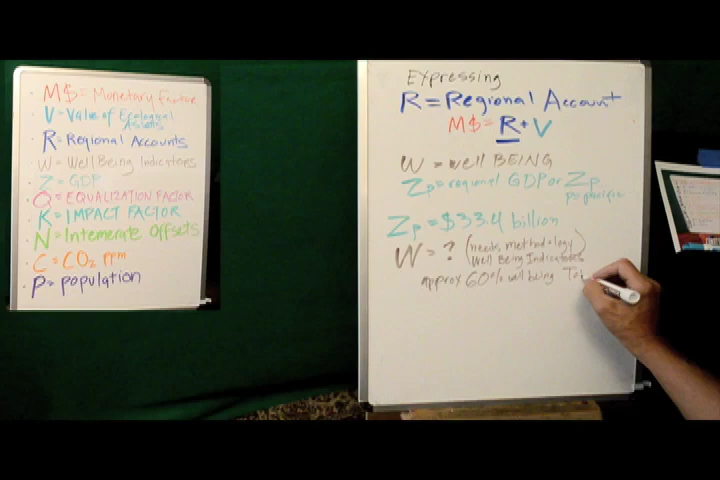 M$ = Monetary Factor
V = Value of Ecological
Assets
R = Regional Accounts
W = Well Being Indicators
Z = GDP
Q = EQUALIZATION FACTOR
K = IMPACT FACTOR
N = Intemerate Offsets
C = CO2 ppm
P = population
Expressing
R = Regional Account
M$ = R + V
W = well BEING
Zp = regional GDP or Zp
p = pacific
Zp = $33.4 billion
W = ? (needs methodology
Well Being Indicators)
approx 60% well being